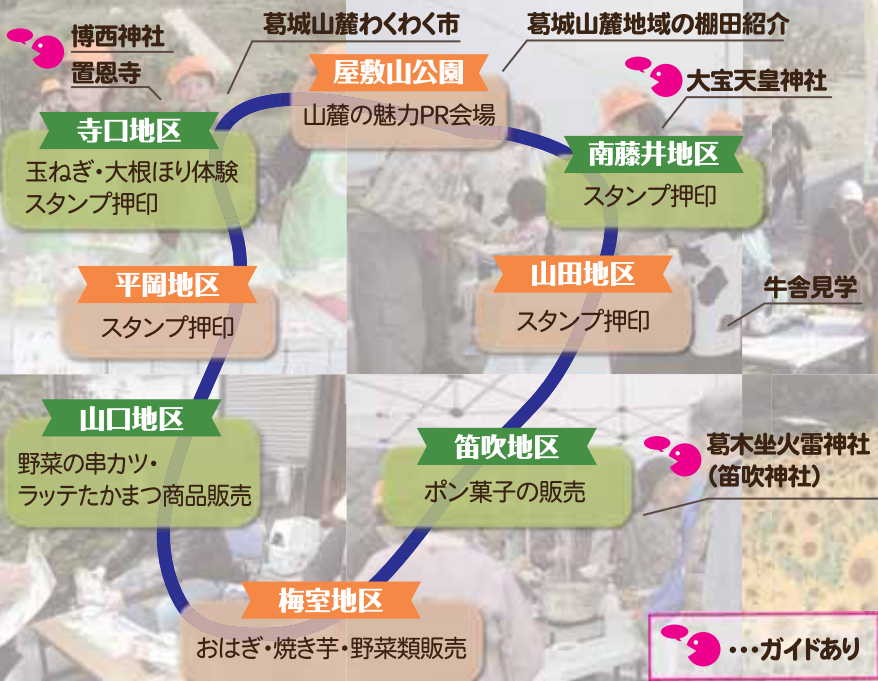 博西神社
置恩寺
葛城山麓わくわく市
葛城山麓地域の棚田紹介
屋敷山公園
山麓の魅力PR会場
大宝天皇神社
寺口地区
玉ねぎ・大根ほり体験
スタンプ押印
南藤井地区
スタンプ押印
平岡地区
スタンプ押印
山田地区
スタンプ押印
牛舎見学
山口地区
野菜の串カツ・
ラッテたかまつ商品販売
笛吹地区
ポン菓子の販売
葛木坐火雷神社
（笛吹神社）
梅室地区
おはぎ・焼き芋・野菜類販売
・・・ガイドあり